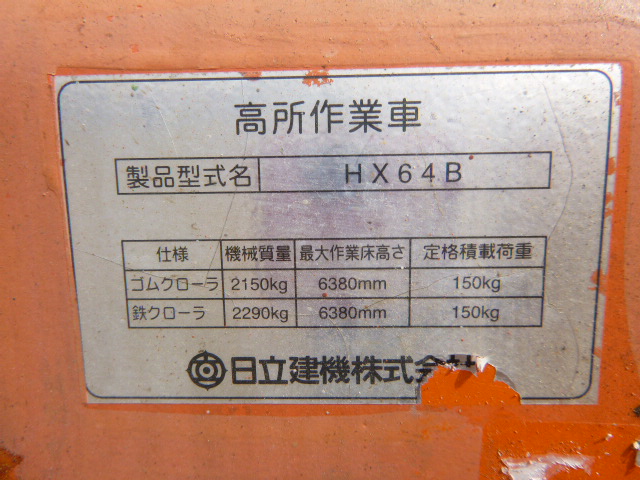 高所作業車
製品型式名 HX64B
仕様 機械質量 最大作業床高さ 定格積載荷重
ゴムクローラ 2150kg 6380mm 150kg
鉄クローラ 2290kg 6380mm 150kg
日立建機株式会社